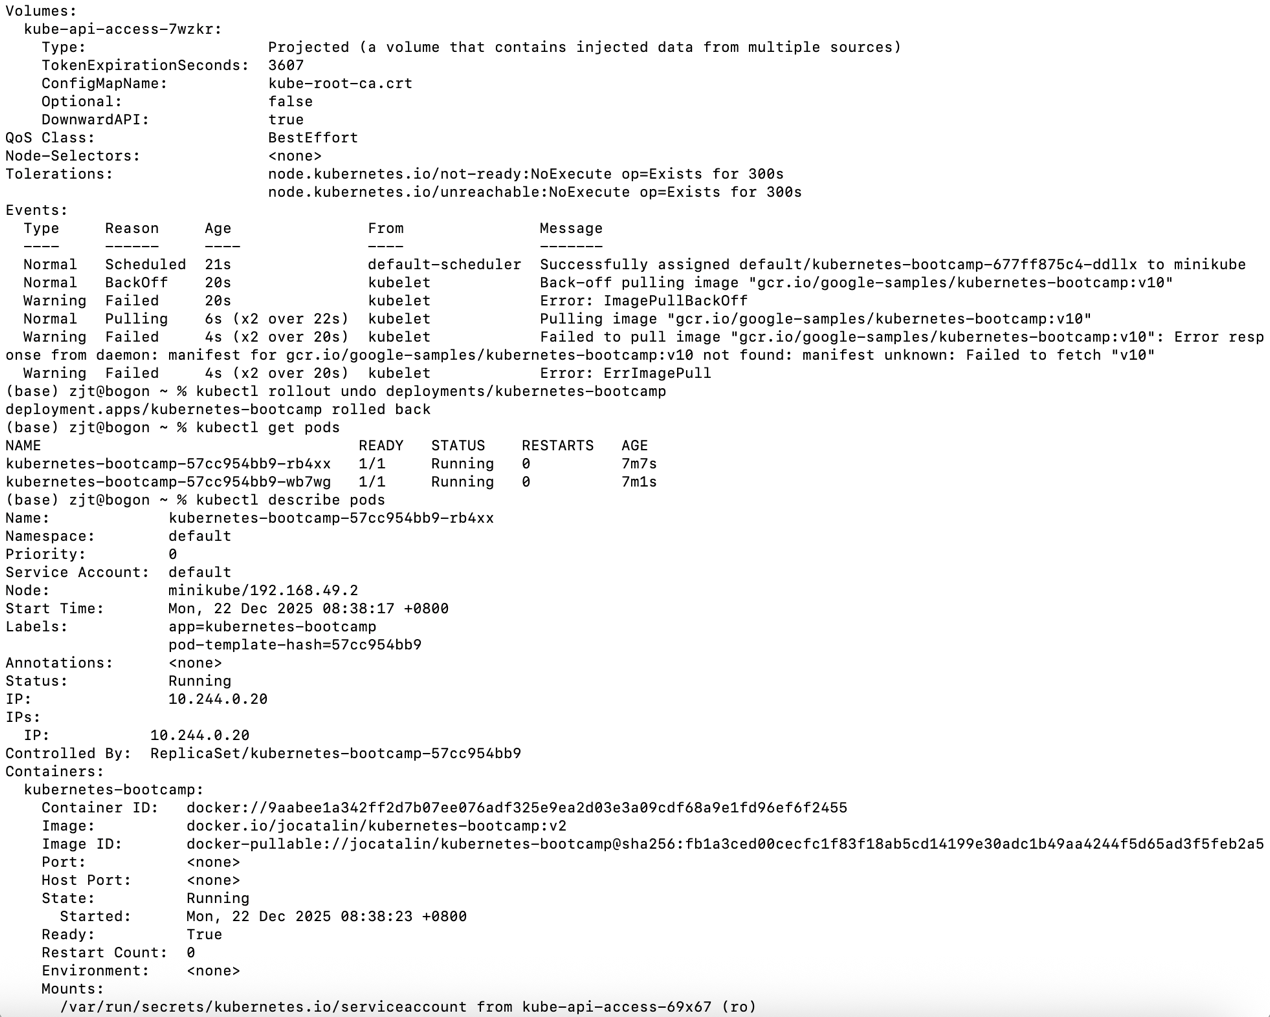 Volumes:
  kube-api-access-7wzkr:
    Type:                    Projected (a volume that contains injected data from multiple sources)
    TokenExpirationSeconds:  3607
    ConfigMapName:           kube-root-ca.crt
    Optional:                false
    DownwardAPI:             true
QoS Class:                   BestEffort
Node-Selectors:              <none>
Tolerations:                 node.kubernetes.io/not-ready:NoExecute op=Exists for 300s
                             node.kubernetes.io/unreachable:NoExecute op=Exists for 300s
Events:
  Type     Reason     Age                From               Message
  ----     ------     ----               ----               -------
  Normal   Scheduled  21s                default-scheduler  Successfully assigned default/kubernetes-bootcamp-677ff875c4-ddllx to minikube
  Normal   BackOff    20s                kubelet            Back-off pulling image "gcr.io/google-samples/kubernetes-bootcamp:v10"
  Warning  Failed     20s                kubelet            Error: ImagePullBackOff
  Normal   Pulling    6s (x2 over 22s)   kubelet            Pulling image "gcr.io/google-samples/kubernetes-bootcamp:v10"
  Warning  Failed     4s (x2 over 20s)   kubelet            Failed to pull image "gcr.io/google-samples/kubernetes-bootcamp:v10": Error resp
onse from daemon: manifest for gcr.io/google-samples/kubernetes-bootcamp:v10 not found: manifest unknown: Failed to fetch "v10"
  Warning  Failed     4s (x2 over 20s)   kubelet            Error: ErrImagePull
(base) zjt@bogon ~ % kubectl rollout undo deployments/kubernetes-bootcamp
deployment.apps/kubernetes-bootcamp rolled back
(base) zjt@bogon ~ % kubectl get pods
NAME                                   READY   STATUS    RESTARTS   AGE
kubernetes-bootcamp-57cc954bb9-rb4xx   1/1     Running   0          7m7s
kubernetes-bootcamp-57cc954bb9-wb7wg   1/1     Running   0          7m1s
(base) zjt@bogon ~ % kubectl describe pods
Name:             kubernetes-bootcamp-57cc954bb9-rb4xx
Namespace:        default
Priority:         0
Service Account:  default
Node:             minikube/192.168.49.2
Start Time:       Mon, 22 Dec 2025 08:38:17 +0800
Labels:           app=kubernetes-bootcamp
                  pod-template-hash=57cc954bb9
Annotations:      <none>
Status:           Running
IP:               10.244.0.20
IPs:
  IP:           10.244.0.20
Controlled By:  ReplicaSet/kubernetes-bootcamp-57cc954bb9
Containers:
  kubernetes-bootcamp:
    Container ID:   docker://9aabee1a342ff2d7b07ee076adf325e9ea2d03e3a09cdf68a9e1fd96ef6f2455
    Image:          docker.io/jocatalin/kubernetes-bootcamp:v2
    Image ID:       docker-pullable://jocatalin/kubernetes-bootcamp@sha256:fb1a3ced00cecfc1f83f18ab5cd14199e30adc1b49aa4244f5d65ad3f5feb2a5
    Port:           <none>
    Host Port:      <none>
    State:          Running
      Started:      Mon, 22 Dec 2025 08:38:23 +0800
    Ready:          True
    Restart Count:  0
    Environment:    <none>
    Mounts:
      /var/run/secrets/kubernetes.io/serviceaccount from kube-api-access-69x67 (ro)